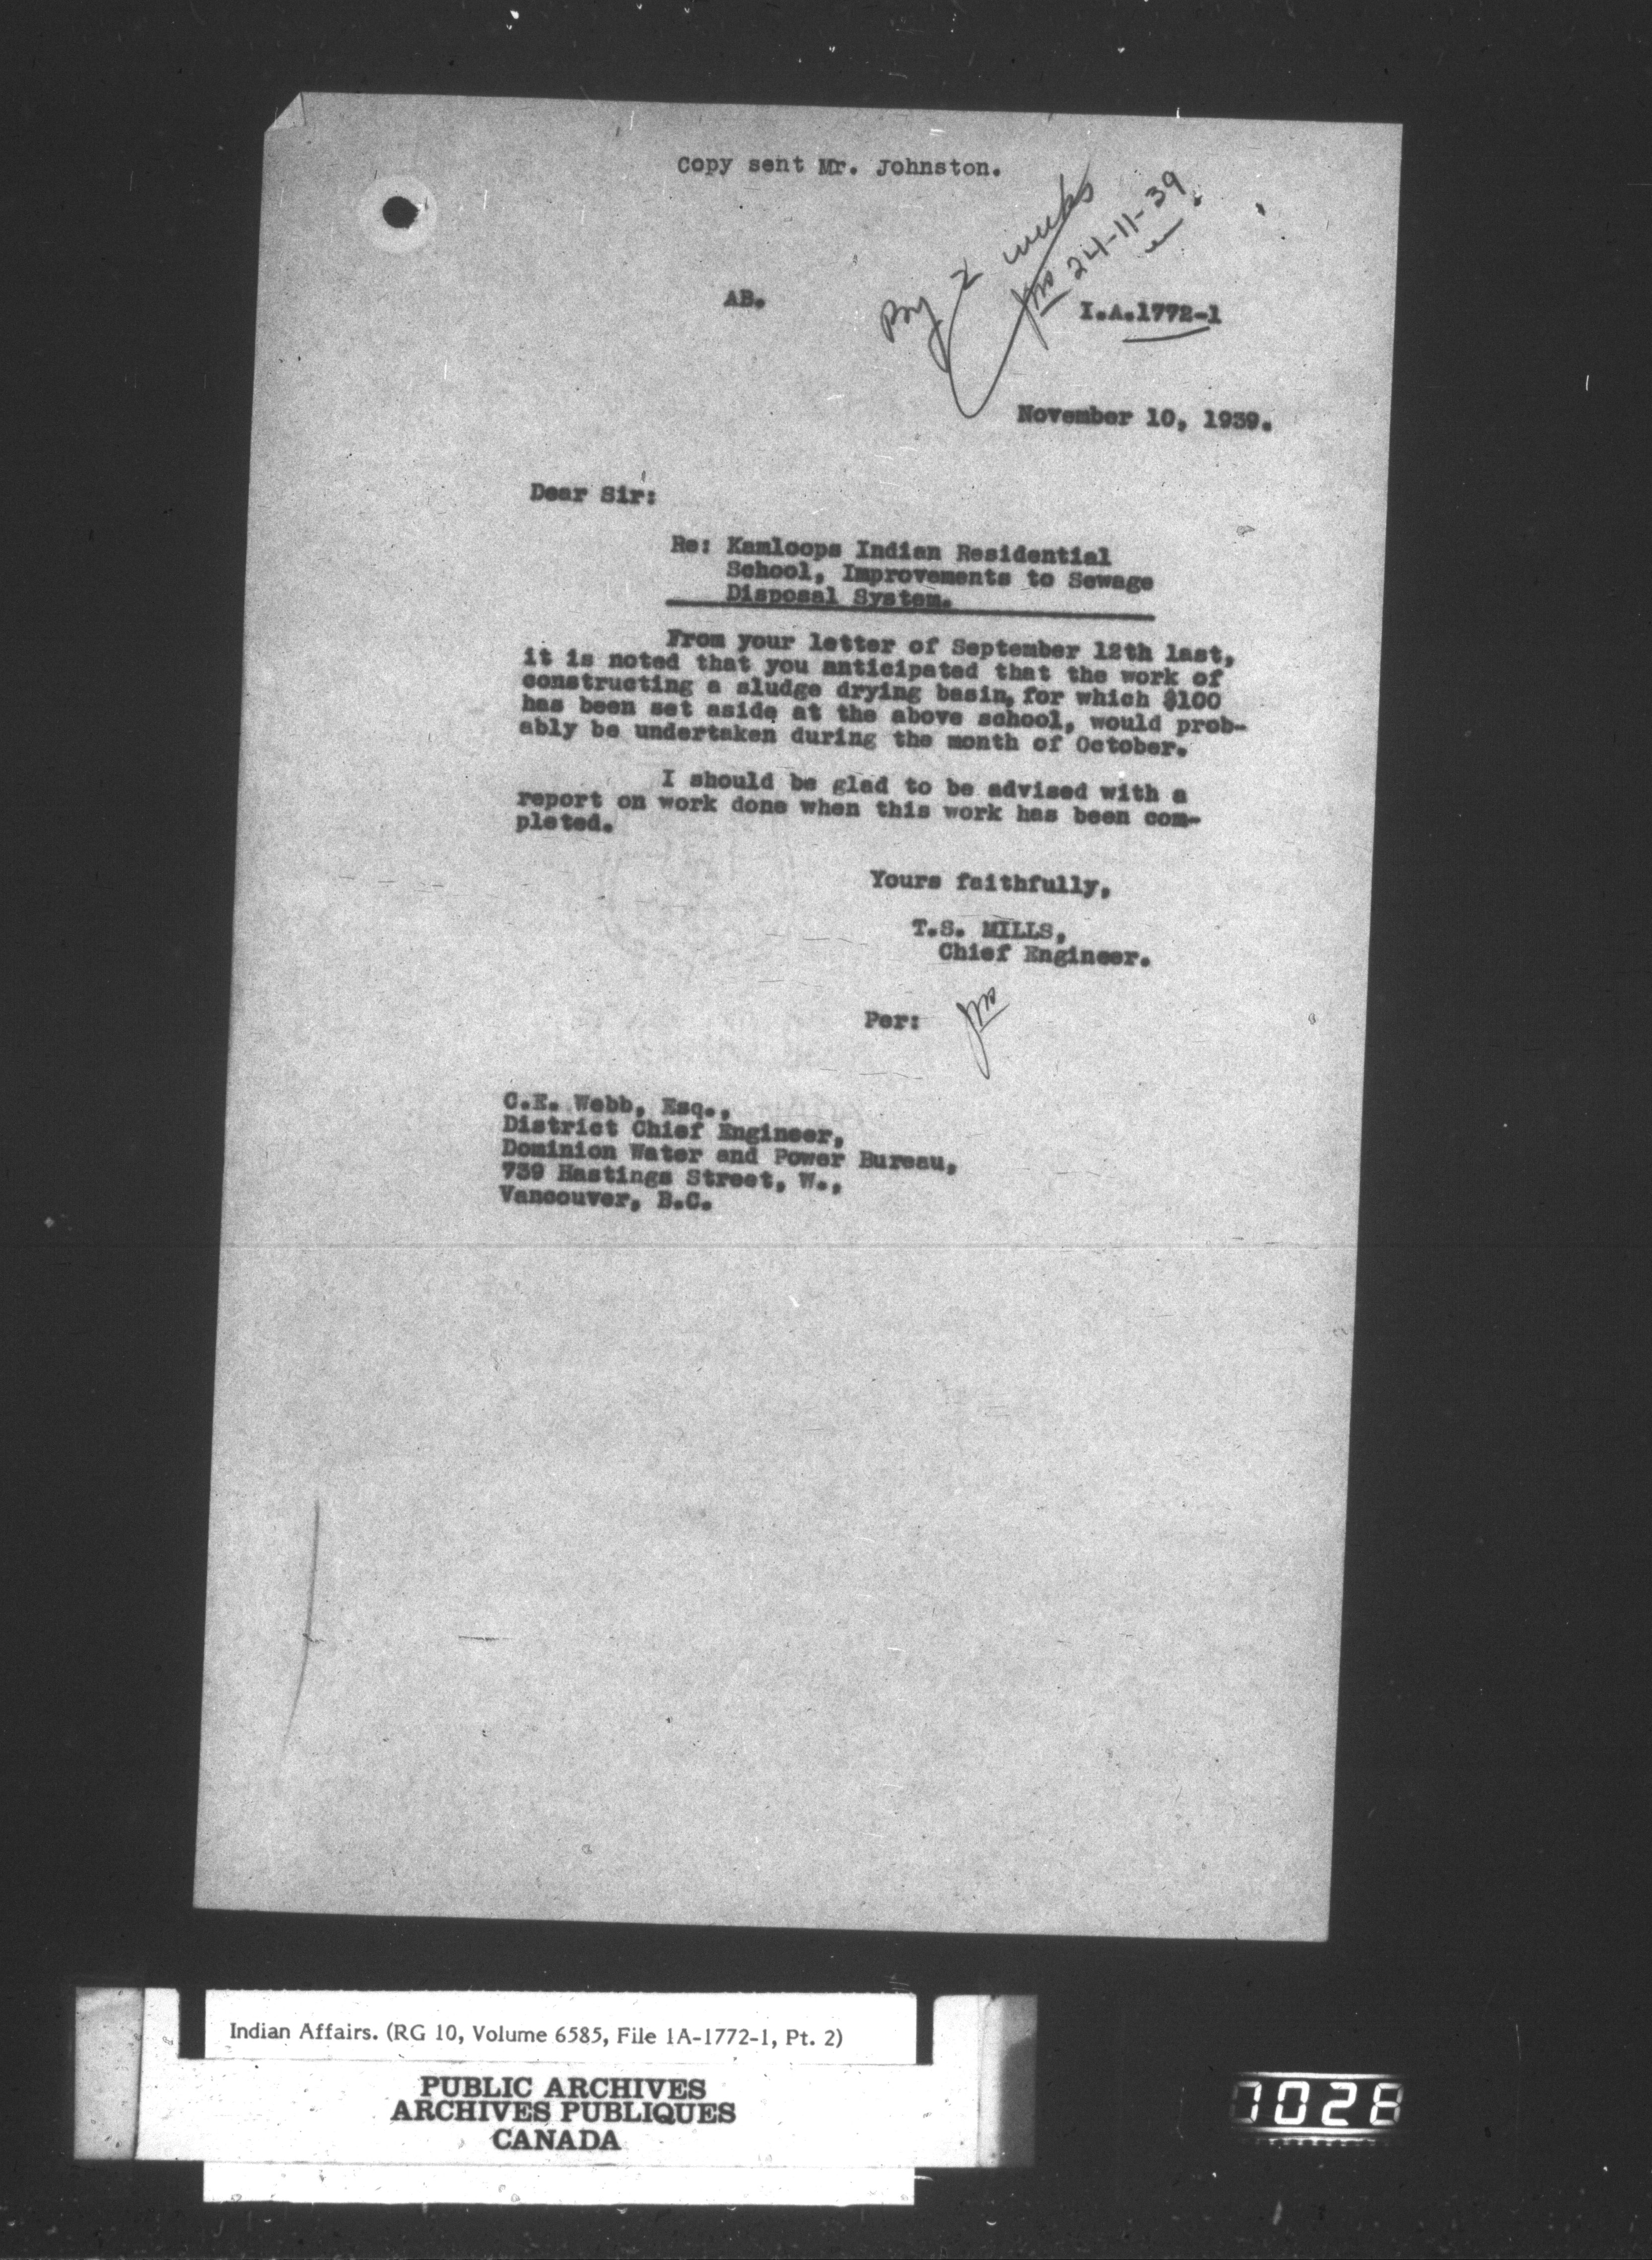 Copy sent Mr. Johnston.
2 weeks
24-11-39
AB.
I.A.1772-1
November 10, 1939.
Dear Sir:
Re: Kamloops Indian Residential
School, Improvements to Sewage
Disposal System.
From your letter of September 12th last,
it is noted that you anticipated that the work of
constructing a sludge drying basin, for which $100
has been set aside at the above school, would prob-
ably be undertaken during the month of October.
I should be glad to be advised with a
report on work done when this work has been com-
pleted.
Yours faithfully,
T.S. MILLS,
Chief Engineer.
Per:
C.E. Webb, Esq.,
District Chief Engineer,
Dominion Water and Power Bureau,
739 Hastings Street, W.,
Vancouver, B.C.
Indian Affairs. (RG 10, Volume 6585, File 1A-1772-1, Pt. 2)
PUBLIC ARCHIVES
ARCHIVES PUBLIQUES
CANADA
1028